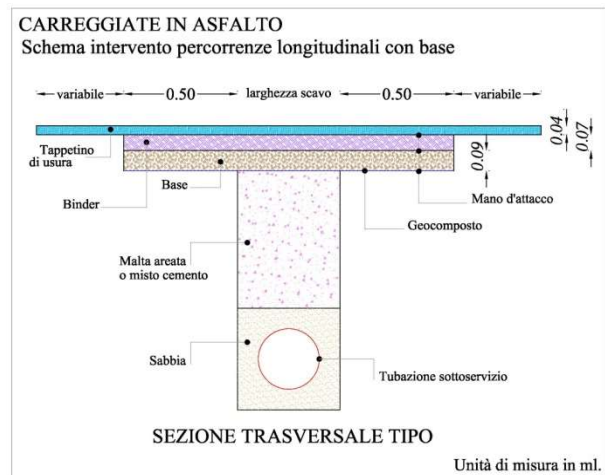 CARREGGIATE IN ASFALTO
Schema intervento percorrenze longitudinali con base
variabile 0.50 larghezza scavo 0.50 variabile
0.04
0.07
0.09
Tappetino
di usura
Base
Binder
Mano d'attacco
Geocomposto
Malta areata
o misto cemento
Sabbia
Tubazione sottoservizio
SEZIONE TRASVERSALE TIPO
Unità di misura in ml.